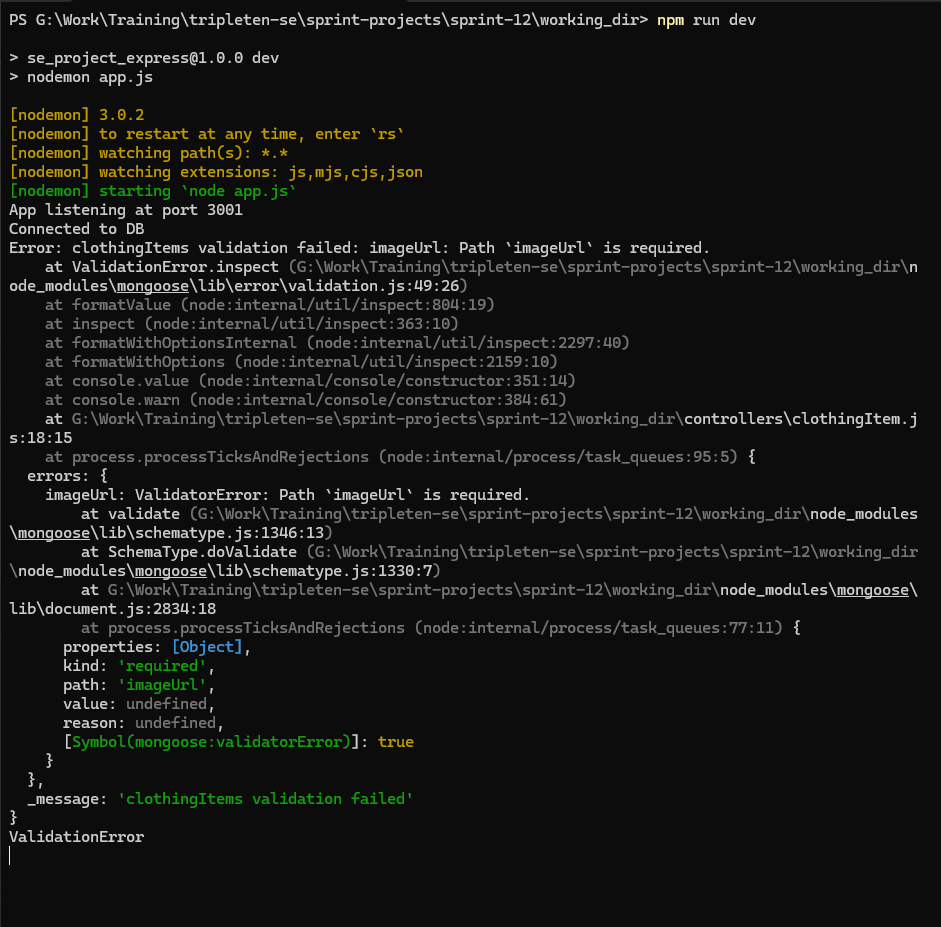 PS G:\Work\Training\tripleten-se\sprint-projects\sprint-12\working_dir> npm run dev
> se_project_express@1.0.0 dev
> nodemon app.js
[nodemon] 3.0.2
[nodemon] to restart at any time, enter `rs`
[nodemon] watching path(s): *.*
[nodemon] watching extensions: js,mjs,cjs,json
[nodemon] starting `node app.js`
App listening at port 3001
Connected to DB
Error: clothingItems validation failed: imageUrl: Path `imageUrl` is required.
    at ValidationError.inspect (G:\Work\Training\tripleten-se\sprint-projects\sprint-12\working_dir\n
ode_modules\mongoose\lib\error\validation.js:49:26)
    at formatValue (node:internal/util/inspect:804:19)
    at inspect (node:internal/util/inspect:363:10)
    at formatWithOptionsInternal (node:internal/util/inspect:2297:40)
    at formatWithOptions (node:internal/util/inspect:2159:10)
    at console.value (node:internal/console/constructor:351:14)
    at console.warn (node:internal/console/constructor:384:61)
    at G:\Work\Training\tripleten-se\sprint-projects\sprint-12\working_dir\controllers\clothingItem.j
s:18:15
    at process.processTicksAndRejections (node:internal/process/task_queues:95:5) {
  errors: {
    imageUrl: ValidatorError: Path `imageUrl` is required.
        at validate (G:\Work\Training\tripleten-se\sprint-projects\sprint-12\working_dir\node_modules
\mongoose\lib\schematype.js:1346:13)
        at SchemaType.doValidate (G:\Work\Training\tripleten-se\sprint-projects\sprint-12\working_dir
\node_modules\mongoose\lib\schematype.js:1330:7)
        at G:\Work\Training\tripleten-se\sprint-projects\sprint-12\working_dir\node_modules\mongoose\
lib\document.js:2834:18
        at process.processTicksAndRejections (node:internal/process/task_queues:77:11) {
      properties: [Object],
      kind: 'required',
      path: 'imageUrl',
      value: undefined,
      reason: undefined,
      [Symbol(mongoose:validatorError)]: true
    }
  },
  _message: 'clothingItems validation failed'
}
ValidationError